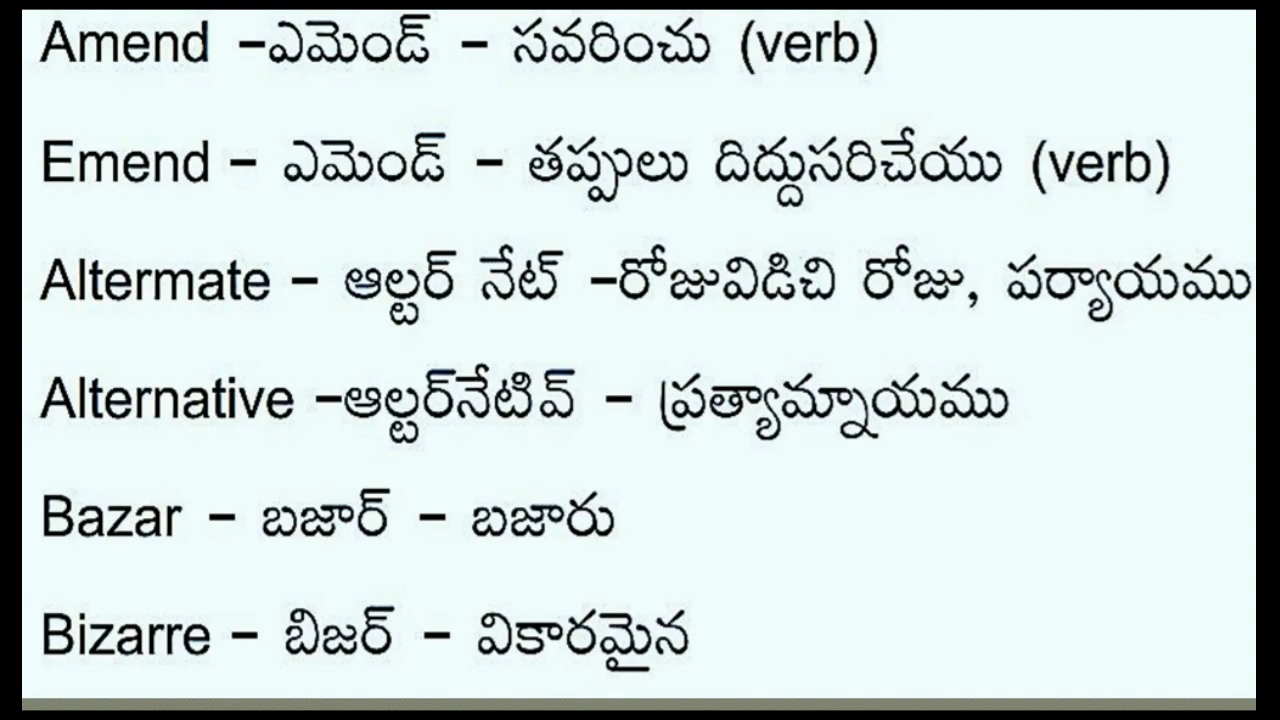 Amend –ఎమెండ్ – సవరించు (verb)
Emend – ఎమెండ్ – తప్పులు దిద్దుసరిచేయు (verb)
Altermate – ఆల్టర్ నేట్ –రోజువిడిచి రోజు, పర్యాయము
Alternative –ఆల్టర్‌నేటివ్ – ప్రత్యామ్నాయము
Bazar – బజార్ – బజారు
Bizarre – బిజర్ – వికారమైన